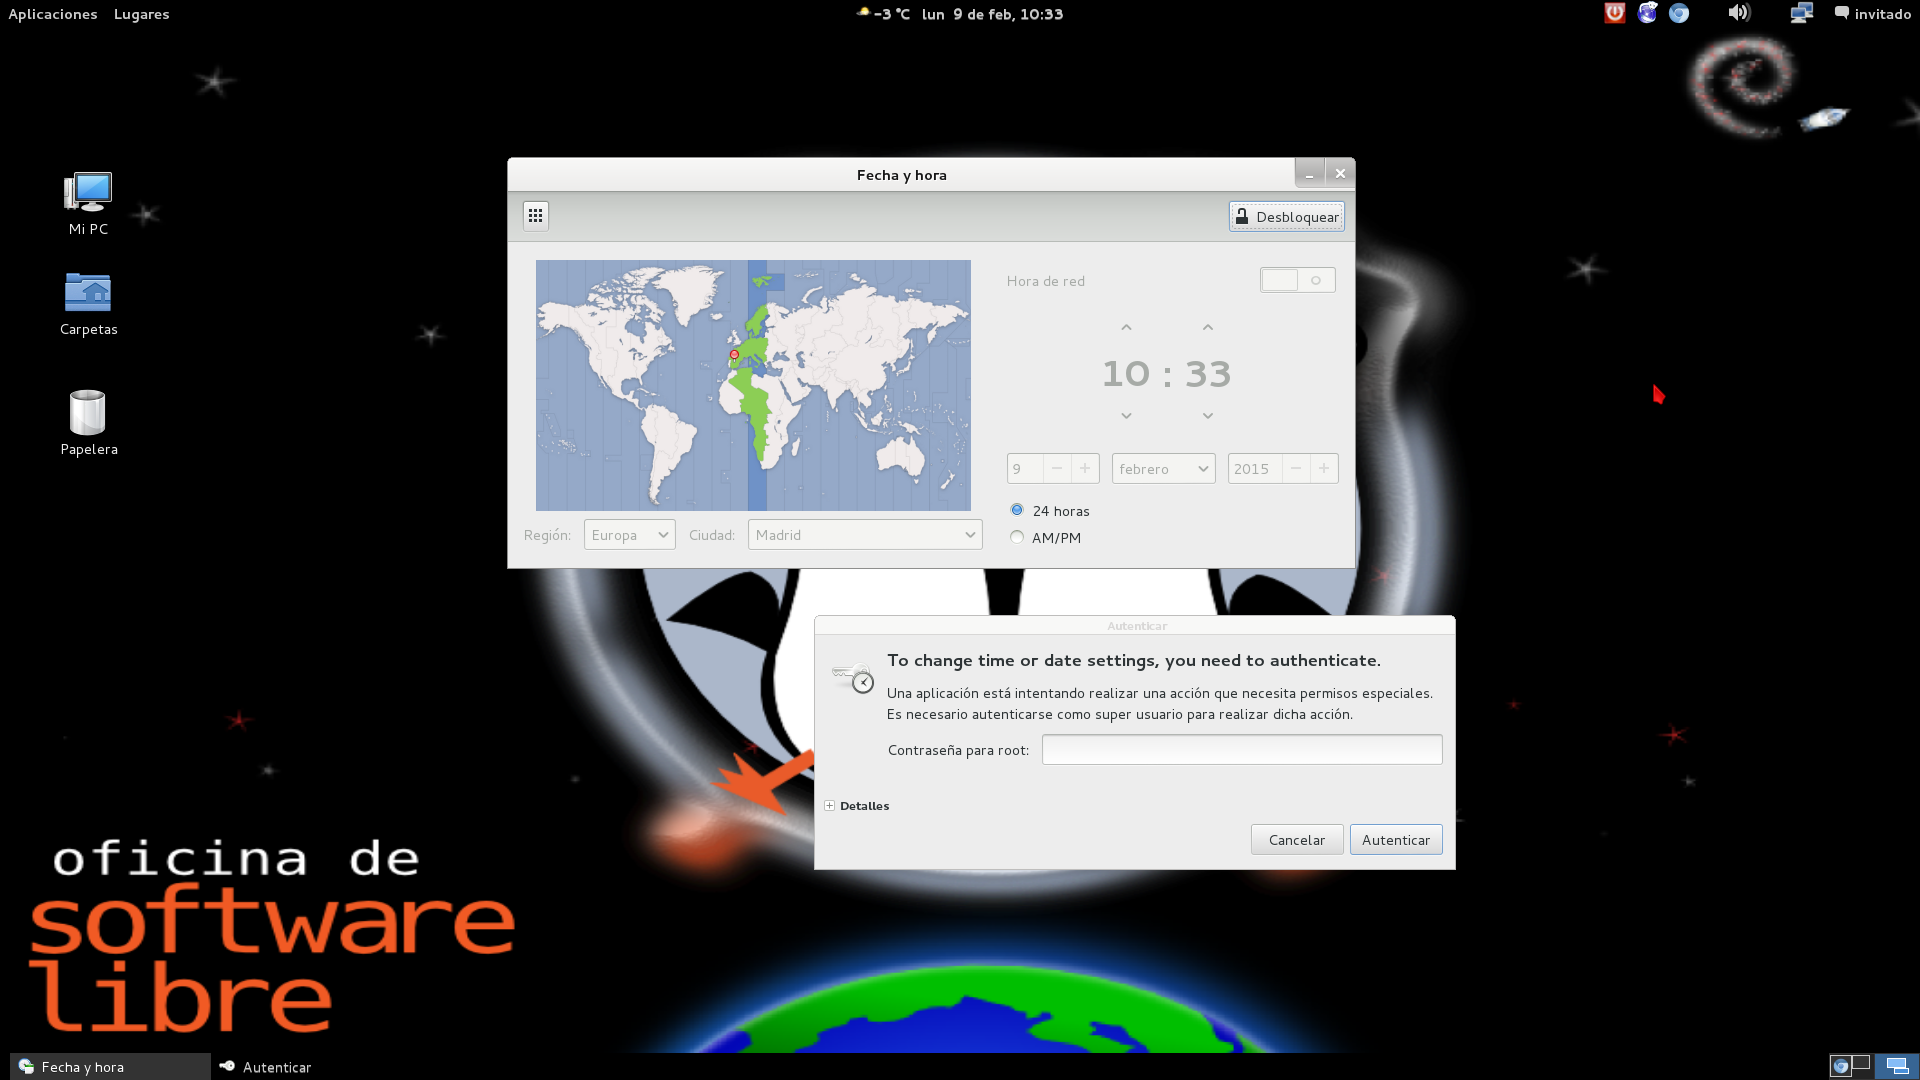 Aplicaciones Lugares
-3 °C lun 9 de feb, 10:33
invitado
Mi PC
Carpetas
Papelera
Fecha y hora
Desbloquear
Hora de red
10 : 33
9 febrero 2015
24 horas
AM/PM
Región: Europa Ciudad: Madrid
Autenticar
To change time or date settings, you need to authenticate.
Una aplicación está intentando realizar una acción que necesita permisos especiales.
Es necesario autenticarse como super usuario para realizar dicha acción.
Contraseña para root:
Detalles
Cancelar Autenticar
oficina de
software
libre
Fecha y hora Autenticar